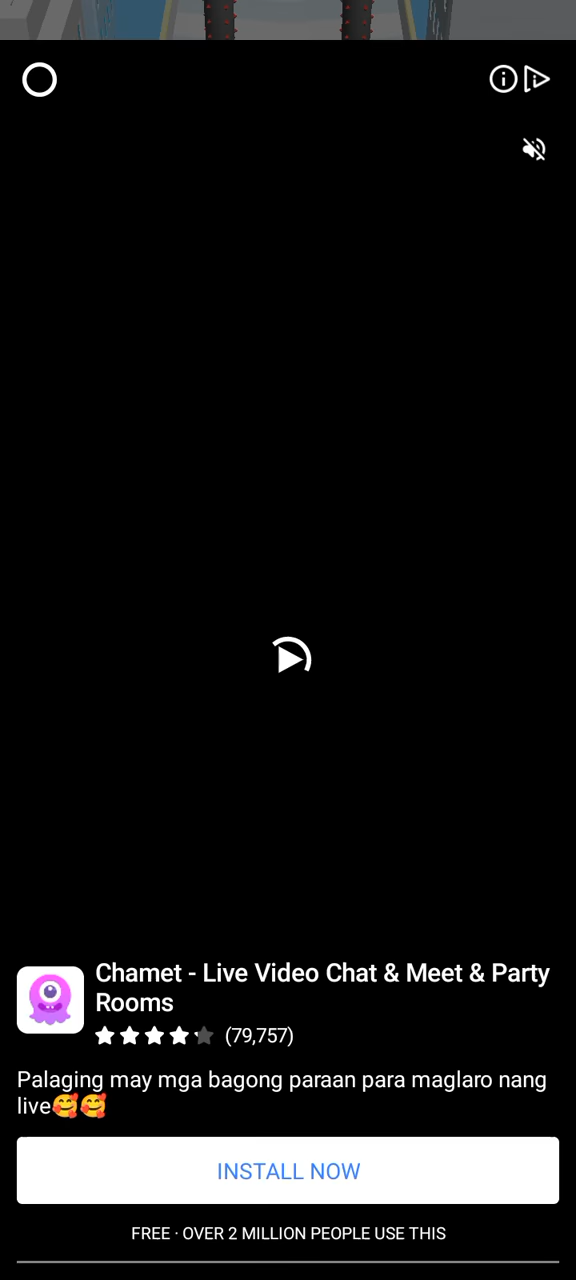 Chamet - Live Video Chat & Meet & Party
Rooms
(79,757)
Palaging may mga bagong paraan para maglaro nang
live🥰🥰
INSTALL NOW
FREE · OVER 2 MILLION PEOPLE USE THIS